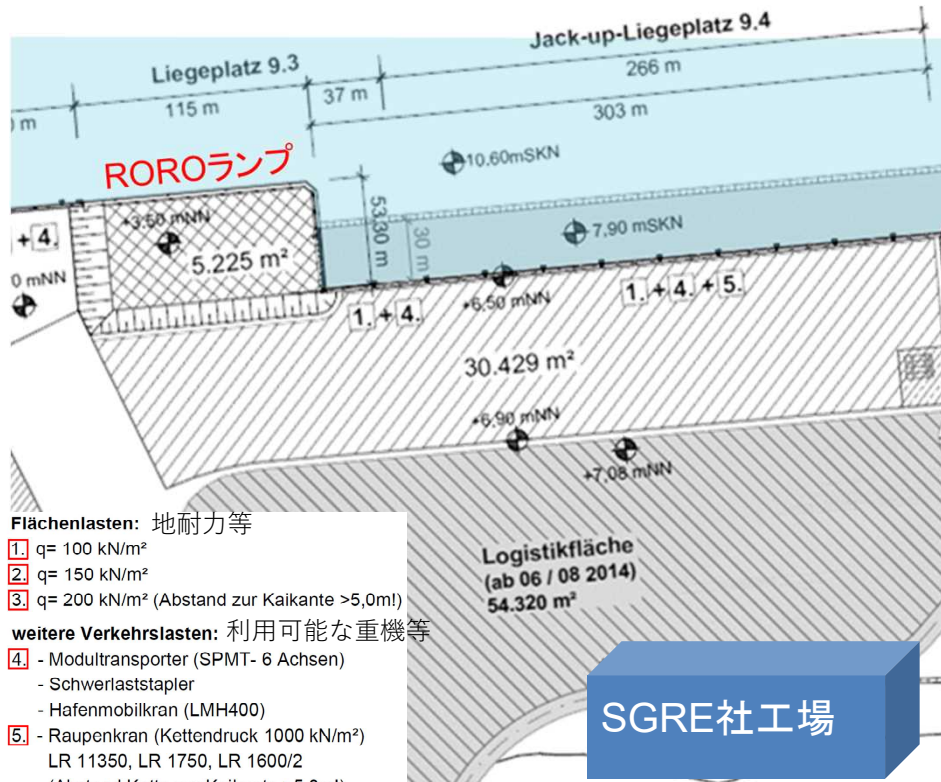 Jack-up-Liegeplatz 9.4
Liegeplatz 9.3
266 m
37 m
115 m
303 m
m
ROROランプ
10.60mSKN
53,30 m
30 m
7,90 mSKN
+3,60 mNN
+ 4.
5.225 m²
0 mNN
+6,50 mNN
1. + 4.
1. + 4. + 5.
30.429 m²
+6,90 mNN
+7,08 mNN
Logistikfläche
(ab 06 / 08 2014)
54.320 m²
Flächenlasten: 地耐力等
1. q= 100 kN/m²
2. q= 150 kN/m²
3. q= 200 kN/m² (Abstand zur Kaikante >5,0m!)
weitere Verkehrslasten: 利用可能な重機等
4. - Modultransporter (SPMT- 6 Achsen)
- Schwerlaststapler
- Hafenmobilkran (LMH400)
5. - Raupenkran (Kettendruck 1000 kN/m²)
LR 11350, LR 1750, LR 1600/2
SGRE社工場